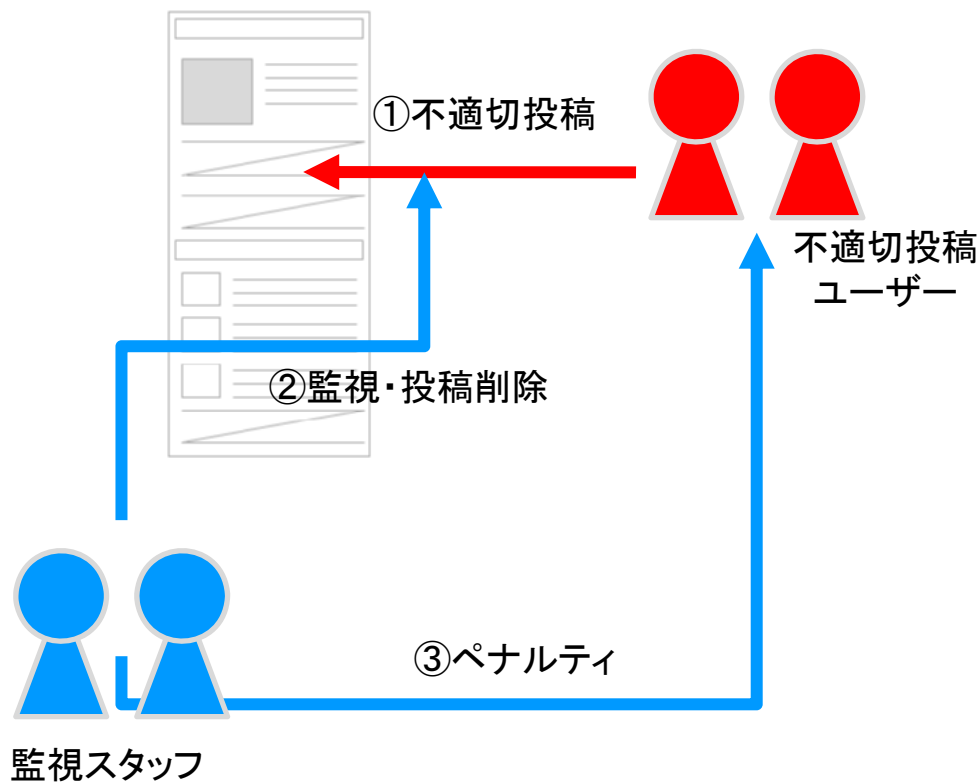 ①不適切投稿
不適切投稿
ユーザー
②監視・投稿削除
③ペナルティ
監視スタッフ